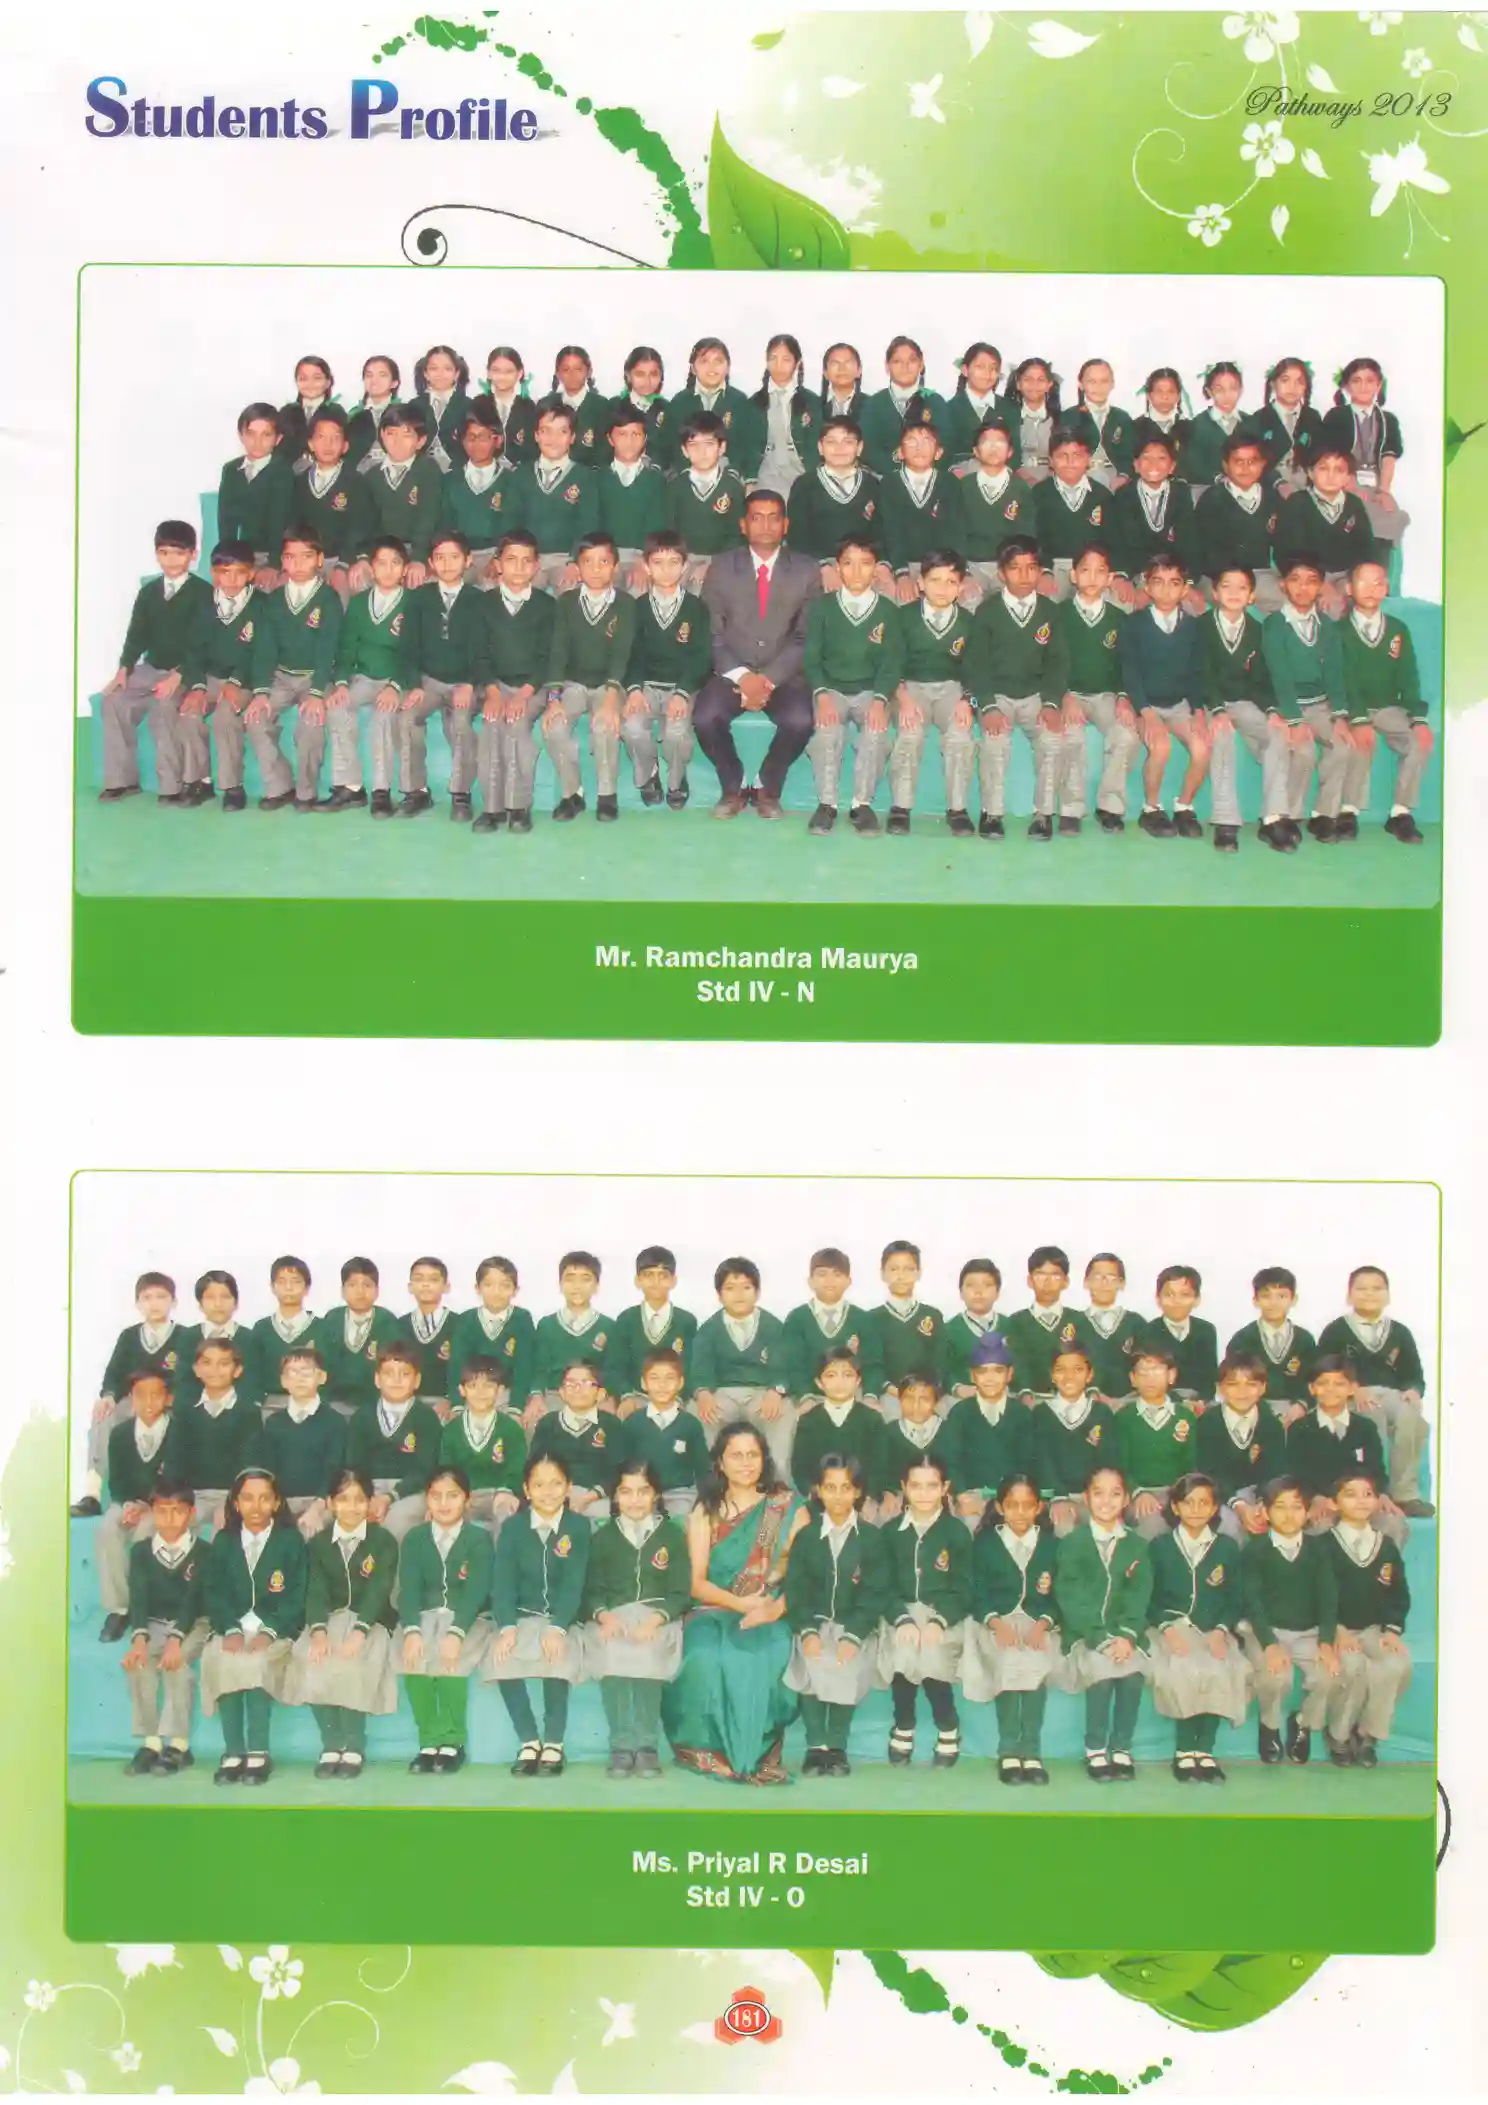 Students Profile
Pathways 2013
Mr. Ramchandra Maurya
Std IV - N
Ms. Priyal R Desai
Std IV - O
181